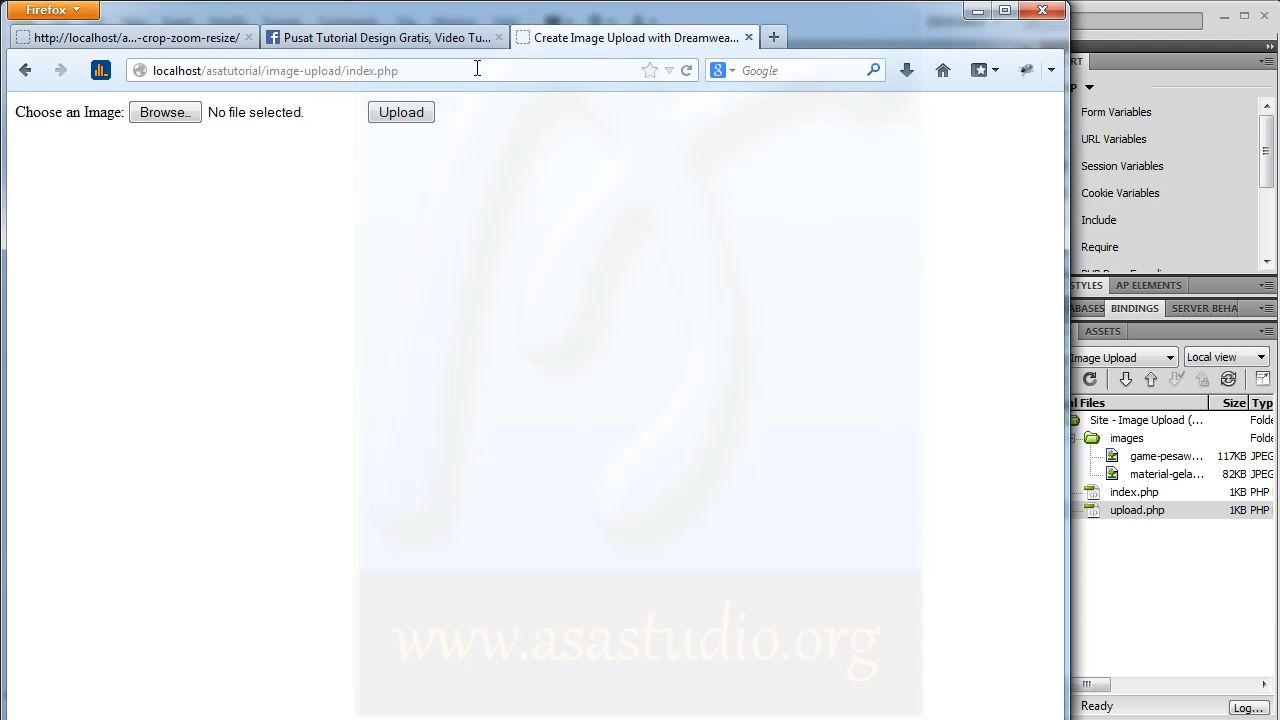 Firefox
http://localhost/a...-crop-zoom-resize/
Pusat Tutorial Design Gratis, Video Tu...
Create Image Upload with Dreamwea...
localhost/asatutorial/image-upload/index.php
Google
Choose an Image: Browse... No file selected. Upload
Form Variables
URL Variables
Session Variables
Cookie Variables
Include
Require
STYLES AP ELEMENTS
ABASES BINDINGS SERVER BEHA
ASSETS
Image Upload Local view
al Files Size Typ
Site - Image Upload (... Folde
images Folde
game-pesaw... 117KB JPEG
material-gela... 82KB JPEG
index.php 1KB PHP
upload.php 1KB PHP
www.asastudio.org
Ready Log...